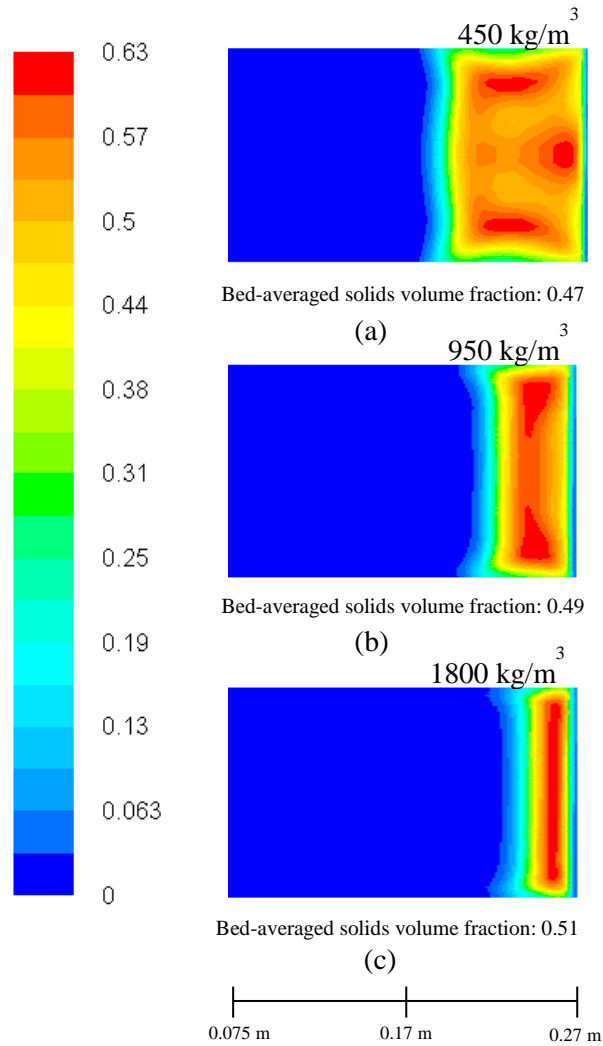 0.63
0.57
0.5
0.44
0.38
0.31
0.25
0.19
0.13
0.063
0
450 kg/m³
Bed-averaged solids volume fraction: 0.47
(a)
950 kg/m³
Bed-averaged solids volume fraction: 0.49
(b)
1800 kg/m³
Bed-averaged solids volume fraction: 0.51
(c)
0.075 m 0.17 m 0.27 m